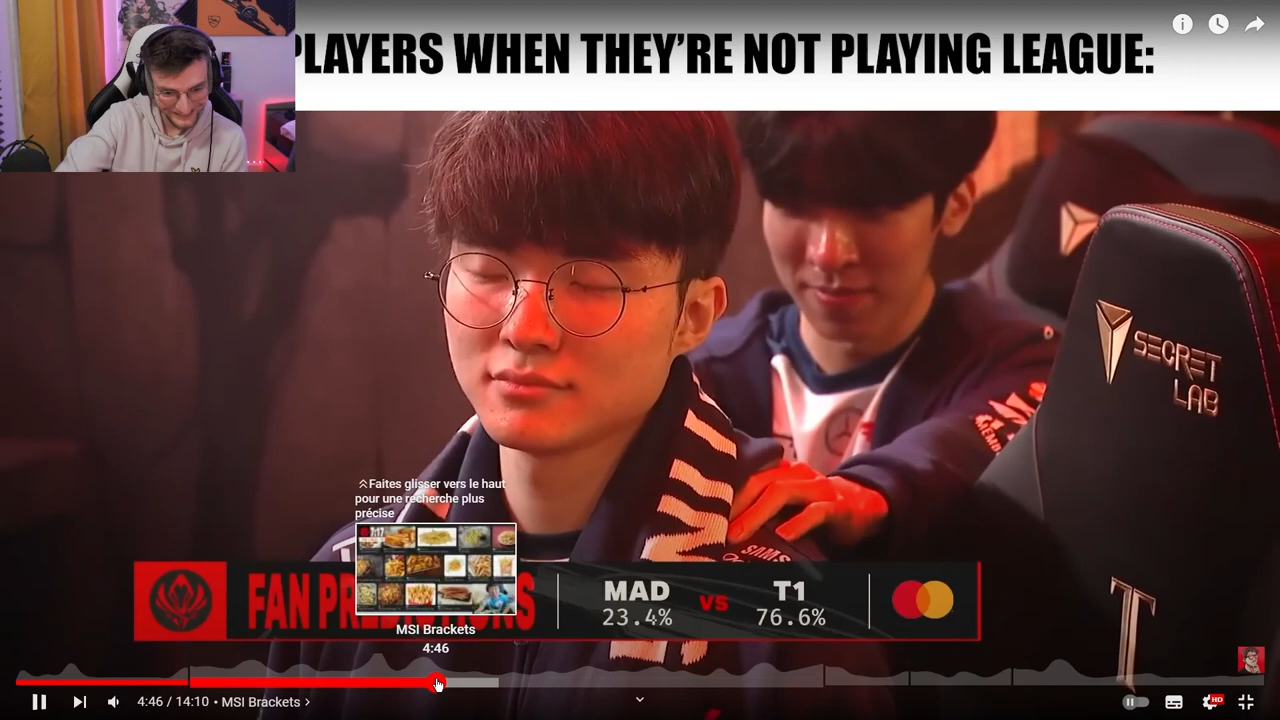 PLAYERS WHEN THEY'RE NOT PLAYING LEAGUE:
SECRET
LAB
Faites glisser vers le haut
pour une recherche plus
précise
SAMS
FAN PREDICTIONS
MAD
23.4%
VS
T1
76.6%
MSI Brackets
4:46
T
4:46 / 14:10 • MSI Brackets
HD